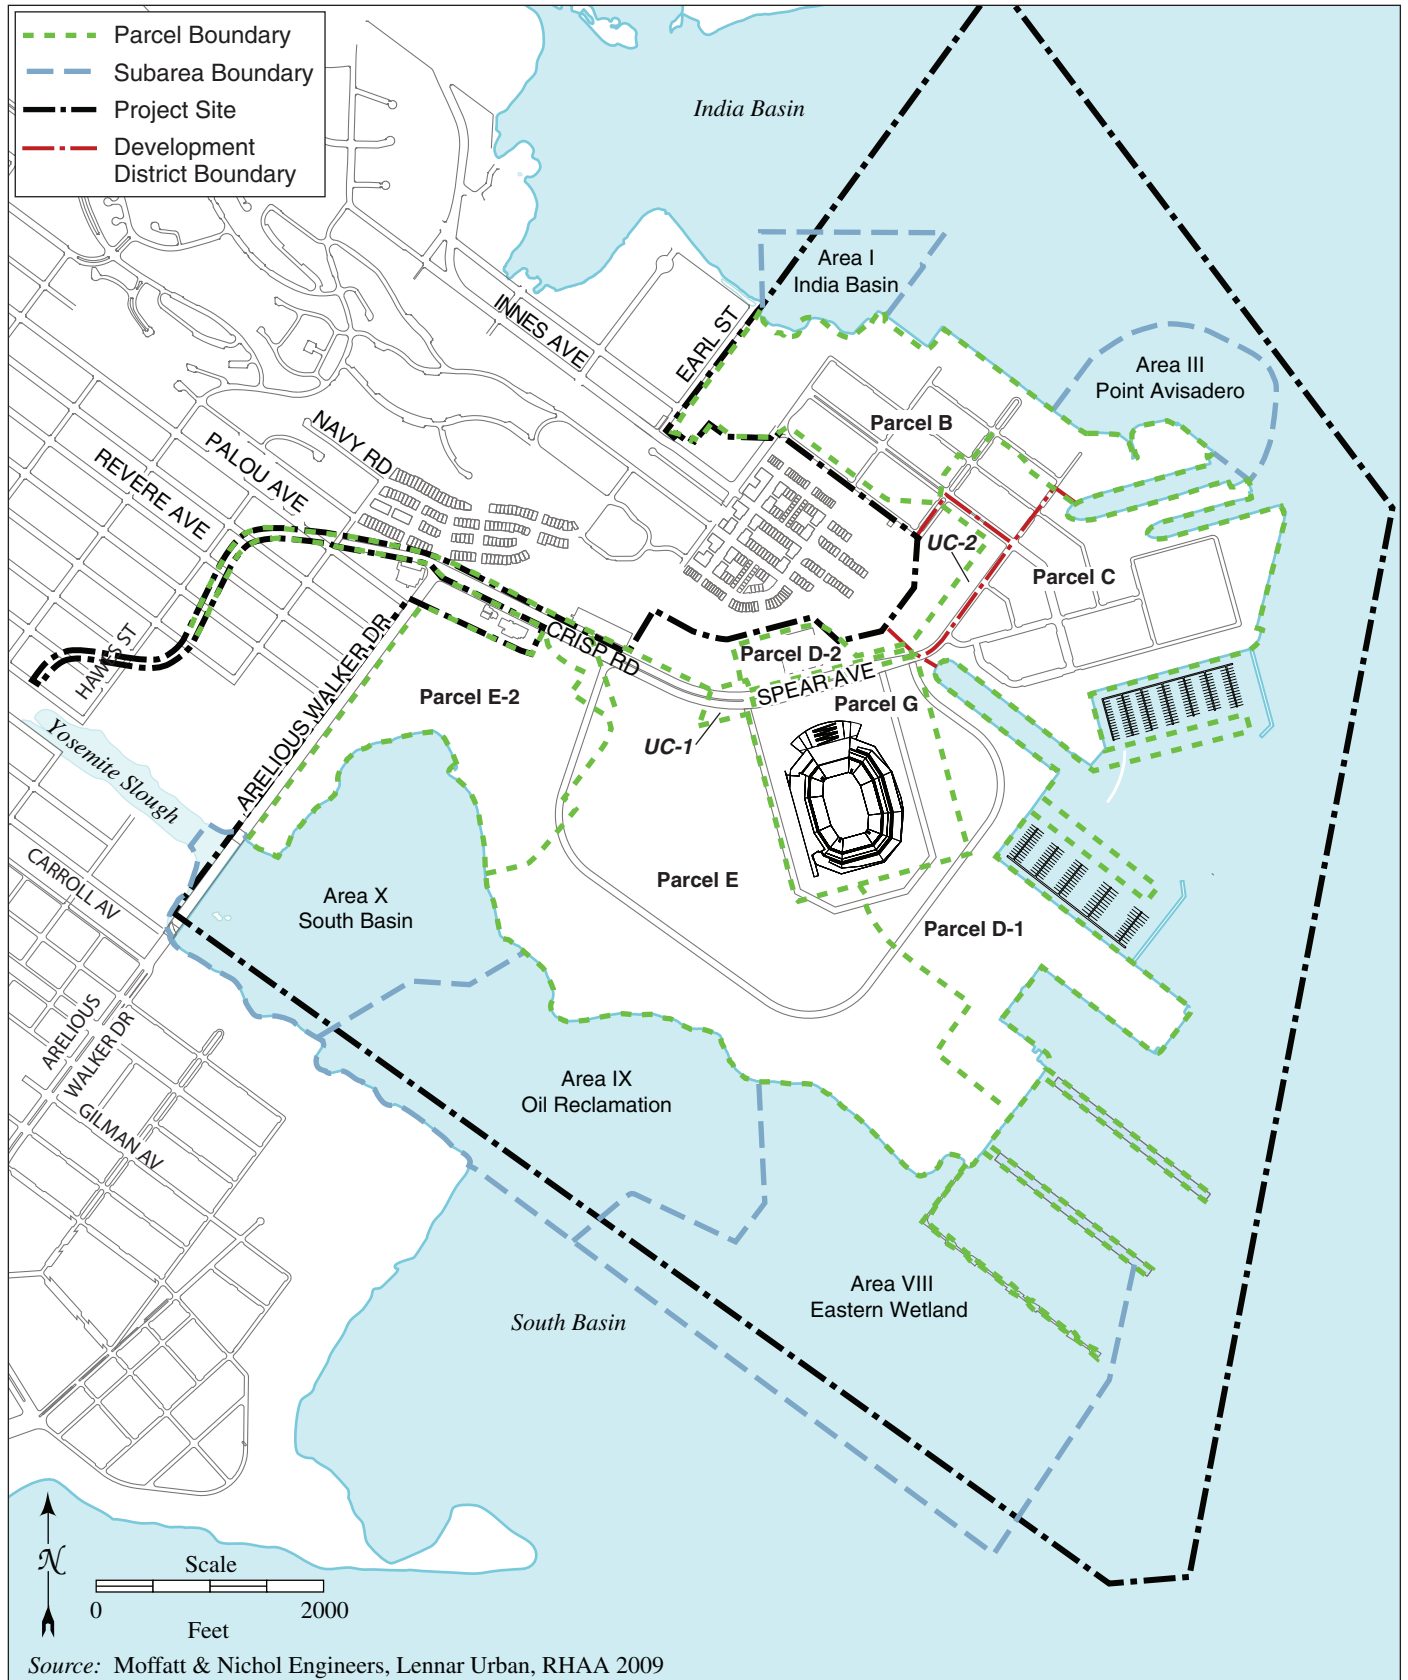 Parcel Boundary
Subarea Boundary
Project Site
Development
District Boundary
India Basin
Area I
India Basin
INNES AVE
EARL ST
Area III
Point Avisadero
Parcel B
NAVY RD
PALOU AVE
REVERE AVE
UC-2
Parcel C
HAWES ST
CRISP RD
Parcel D-2
SPEAR AVE
ARELIOUS WALKER DR
Parcel E-2
Parcel G
UC-1
Yosemite Slough
CARROLL AV
Area X
South Basin
Parcel E
Parcel D-1
ARELIOUS
WALKER DR
GILMAN AV
Area IX
Oil Reclamation
Area VIII
Eastern Wetland
South Basin
N
Scale
0
2000
Feet
Source: Moffatt & Nichol Engineers, Lennar Urban, RHAA 2009